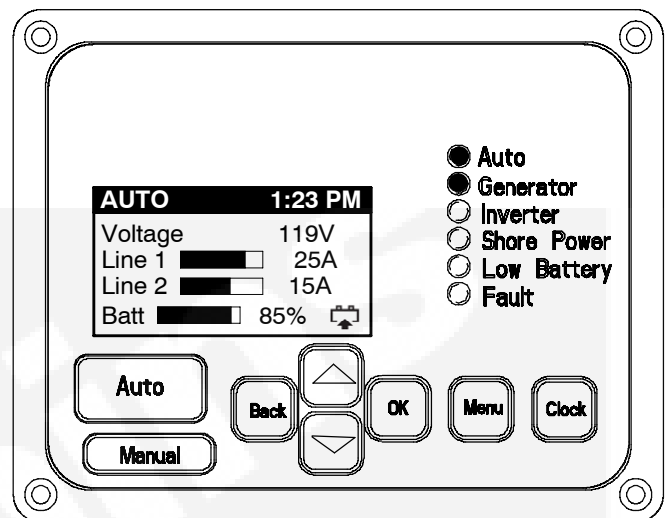 AUTO 1:23 PM
Voltage 119V
Line 1 25A
Line 2 15A
Batt 85%
Auto
Generator
Inverter
Shore Power
Low Battery
Fault
Auto
Manual
Back
OK
Menu
Clock